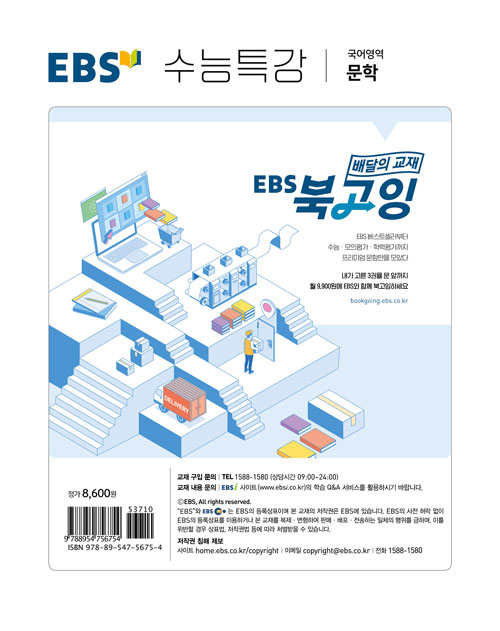 EBS 수능특강
국어영역
문학
배달의 교재
EBS 북고잉
EBS 베스트셀러부터
수능·모의평가·학력평가까지
프리미엄 문항만을 모았다!
내가 고른 3권을 문 앞까지
월 9,900원에 EBS와 함께 북고잉하세요
bookgoing.ebs.co.kr
DELIVERY
정가 8,600원
53710
9 788954 756754
ISBN 978-89-547-5675-4
교재 구입 문의 | TEL 1588-1580 (상담시간 09:00~24:00)
교재 내용 문의 | EBSi 사이트(www.ebsi.co.kr)의 학습 Q&A 서비스를 활용하시기 바랍니다.
ⓒEBS, All rights reserved.
"EBS"와 EBS 는 EBS의 등록상표이며 본 교재의 저작권은 EBS에 있습니다. EBS의 사전 허락 없이
EBS의 등록상표를 이용하거나 본 교재를 복제·변형하여 판매·배포·전송하는 일체의 행위를 금하며, 이를
위반할 경우 상표법, 저작권법 등에 따라 처벌받을 수 있습니다.
저작권 침해 제보
사이트 home.ebs.co.kr/copyright | 이메일 copyright@ebs.co.kr | 전화 1588-1580